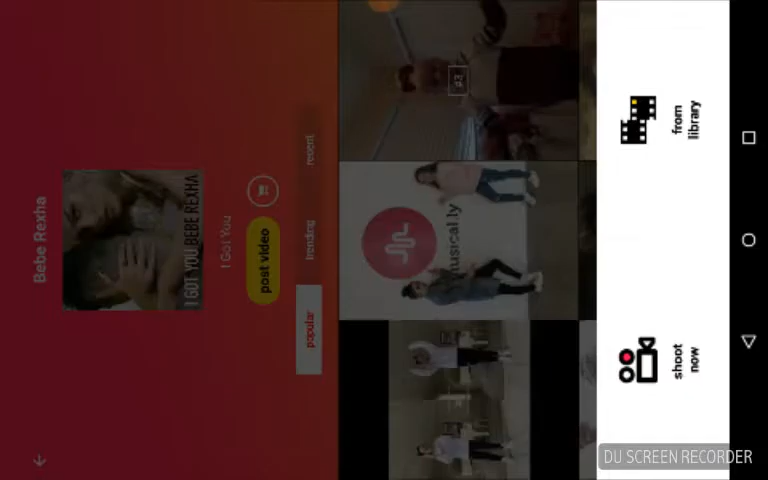 Bebe Rexha
I GOT YOU BEBE REXHA
I Got You
post video
popular
trending
recent
#3
musical.ly
shoot
now
from
library
DU SCREEN RECORDER